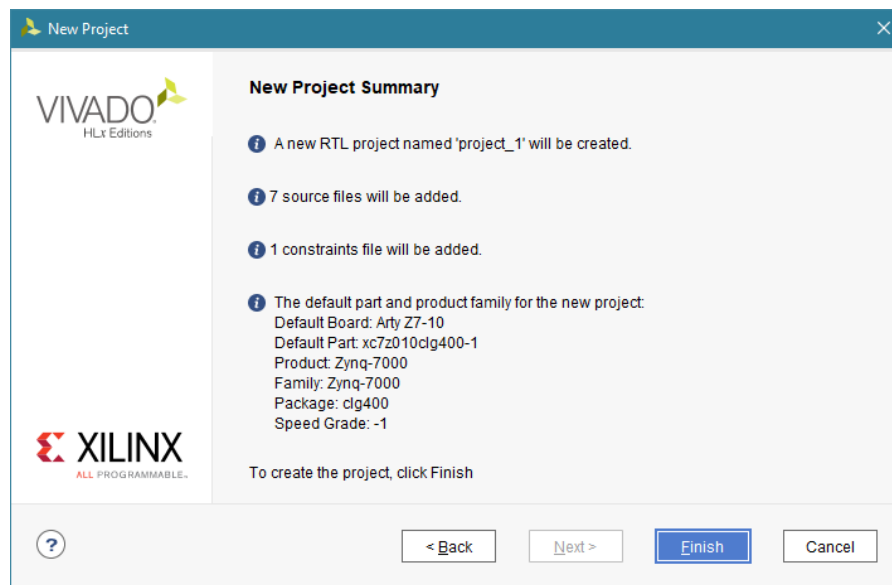 New Project
VIVADO
HLx Editions
New Project Summary
A new RTL project named 'project_1' will be created.
7 source files will be added.
1 constraints file will be added.
The default part and product family for the new project:
Default Board: Arty Z7-10
Default Part: xc7z010clg400-1
Product: Zynq-7000
Family: Zynq-7000
Package: clg400
Speed Grade: -1
XILINX
ALL PROGRAMMABLE™
To create the project, click Finish
?
< Back
Next >
Finish
Cancel